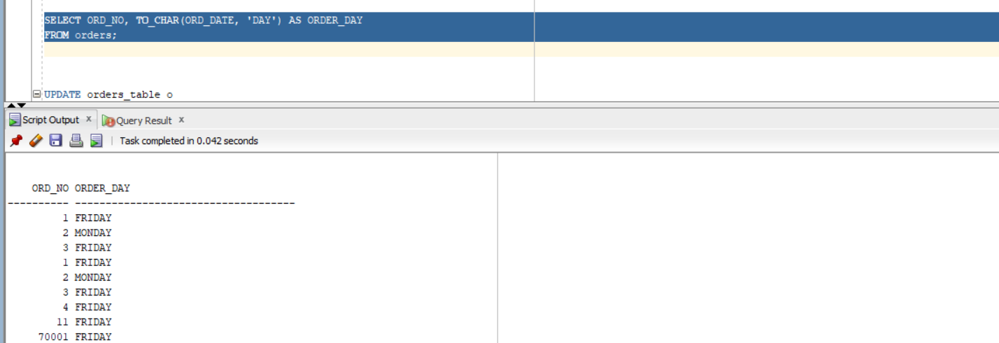 SELECT ORD_NO, TO_CHAR(ORD_DATE, 'DAY') AS ORDER_DAY
FROM orders;
UPDATE orders_table o
Script Output x Query Result x
Task completed in 0.042 seconds
ORD_NO ORDER_DAY
---------- ------------------------------------
1 FRIDAY
2 MONDAY
3 FRIDAY
1 FRIDAY
2 MONDAY
3 FRIDAY
4 FRIDAY
11 FRIDAY
70001 FRIDAY